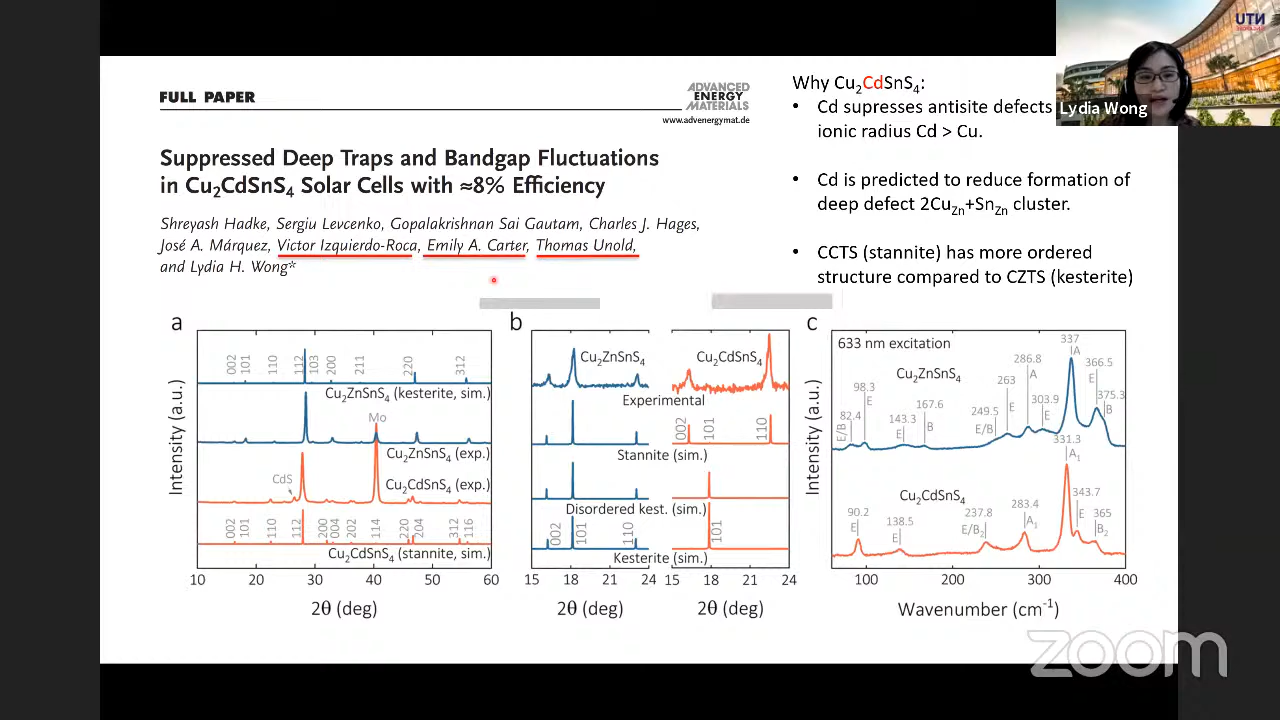 FULL PAPER
ADVANCED
ENERGY
MATERIALS
www.advenergymat.de
Suppressed Deep Traps and Bandgap Fluctuations
in Cu2CdSnS4 Solar Cells with ≈8% Efficiency
Shreyash Hadke, Sergiu Levcenko, Gopalakrishnan Sai Gautam, Charles J. Hages,
José A. Márquez, Victor Izquierdo-Roca, Emily A. Carter, Thomas Unold,
and Lydia H. Wong*
Why Cu2CdSnS4:
• Cd supresses antisite defects
ionic radius Cd > Cu.
• Cd is predicted to reduce formation of
deep defect 2CuZn+SnZn cluster.
• CCTS (stannite) has more ordered
structure compared to CZTS (kesterite)
NTU
Lydia Wong
a
Intensity (a.u.)
002 101 110 112 103 200 211 220 312
Cu2ZnSnS4 (kesterite, sim.)
Mo
Cu2ZnSnS4 (exp.)
CdS
Cu2CdSnS4 (exp.)
002 101 110 112 200 004 202 114 220 204 312 116
Cu2CdSnS4 (stannite, sim.)
10 20 30 40 50 60
2θ (deg)
b
Cu2ZnSnS4
Cu2CdSnS4
Experimental
002 101 110
Stannite (sim.)
Disordered kest. (sim.)
002 101 110 101
Kesterite (sim.)
15 18 21 24 15 18 21 24
2θ (deg)
2θ (deg)
c
Intensity (a.u.)
633 nm excitation
Cu2ZnSnS4
82.4 E/B
98.3 E
143.3 E
167.6 B
249.5 E/B
263 E
286.8 A
303.9 E
337 A
366.5 E
375.3 B
Cu2CdSnS4
90.2 E
138.5 E
237.8 E/B2
283.4 A1
331.3 A1
343.7 E
365 B2
100 200 300 400
Wavenumber (cm-1)
zoom